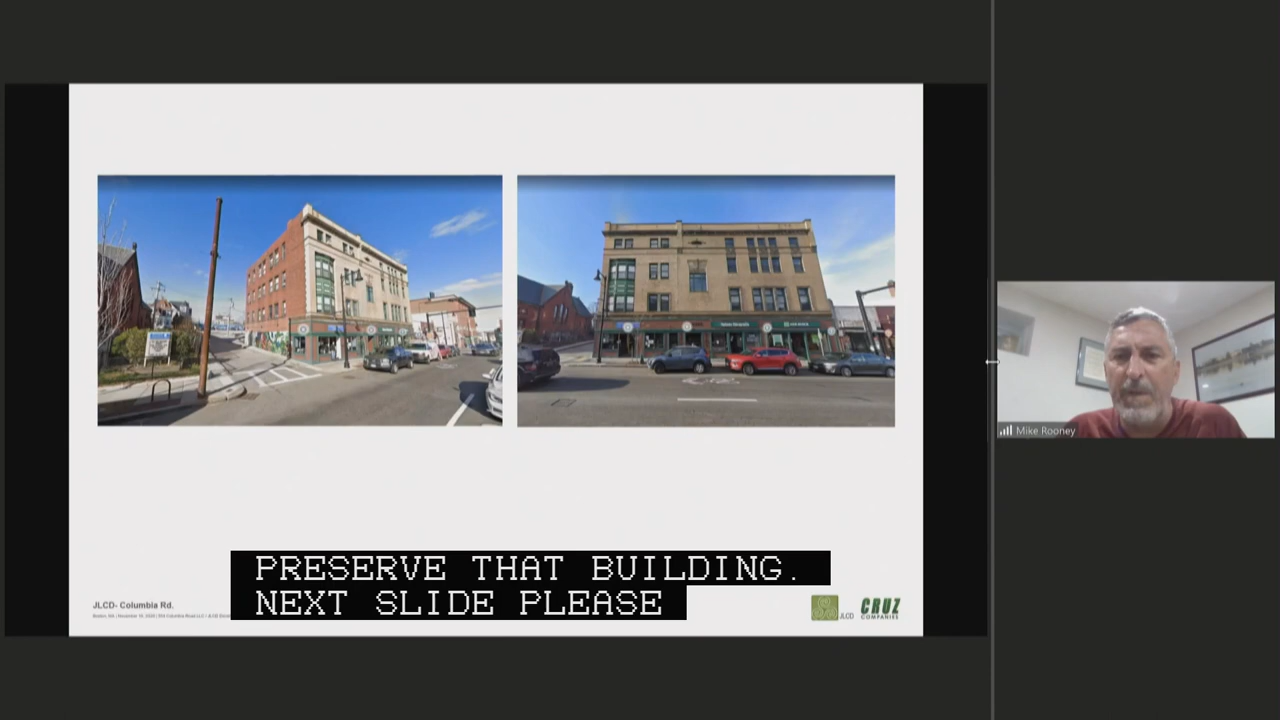 PRESERVE THAT BUILDING.
NEXT SLIDE PLEASE
JLCD- Columbia Rd.
JLCD
CRUZ
COMPANIES
Mike Rooney